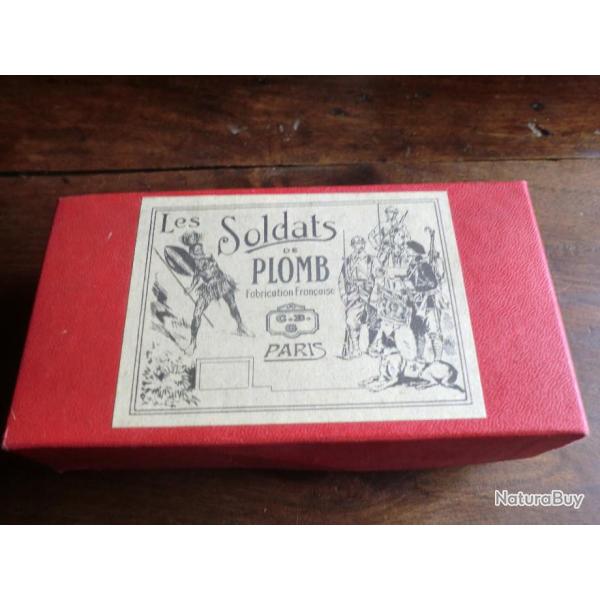 Les Soldats
DE
PLOMB
Fabrication Française
C.B.
G
PARIS
NaturaBuy